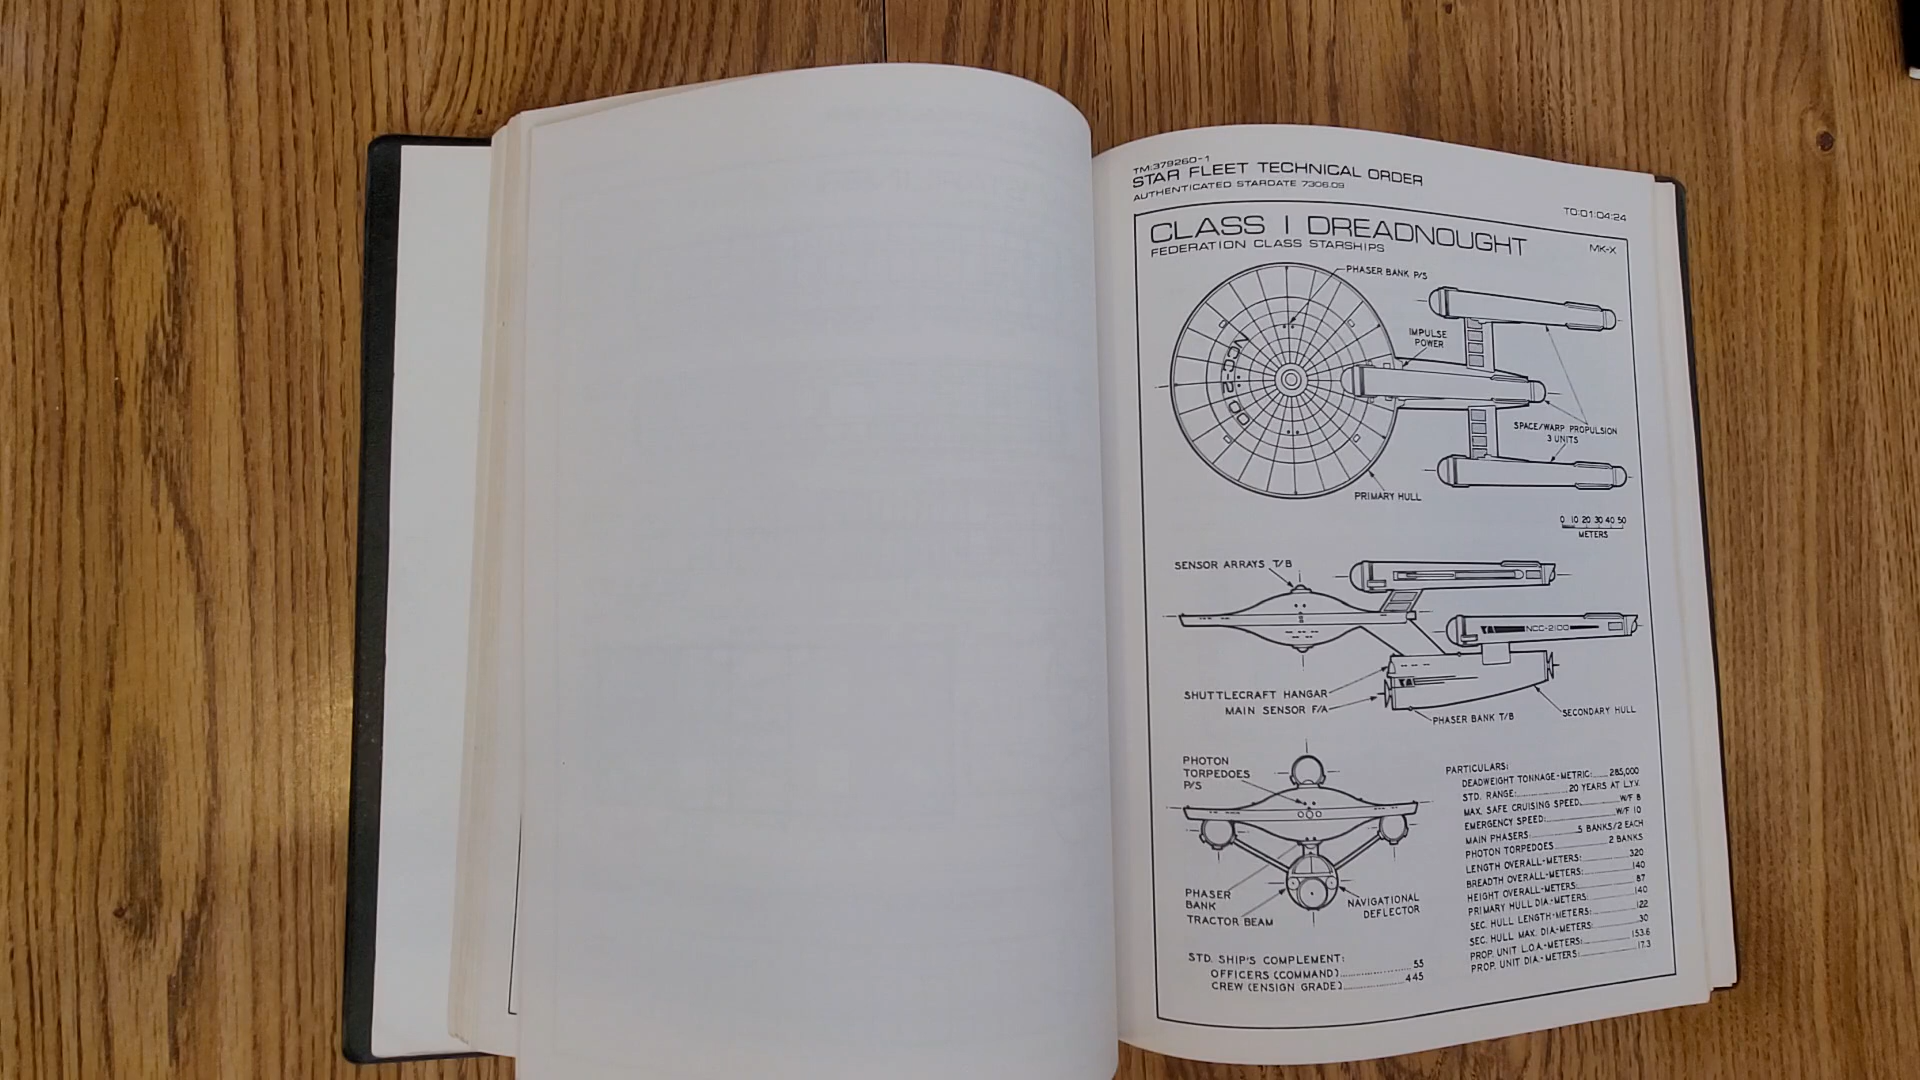 TM:379260-1
STAR FLEET TECHNICAL ORDER
AUTHENTICATED STARDATE 7306.09
TO:01:04:24
CLASS I DREADNOUGHT
MK-X
FEDERATION CLASS STARSHIPS
PHASER BANK P/S
IMPULSE
POWER
NCC-2100
SPACE/WARP PROPULSION
3 UNITS
PRIMARY HULL
0 10 20 30 40 50
METERS
SENSOR ARRAYS T/B
NCC-2100
SHUTTLECRAFT HANGAR
MAIN SENSOR F/A
PHASER BANK T/B
SECONDARY HULL
PHOTON
TORPEDOES
P/S
PHASER
BANK
TRACTOR BEAM
NAVIGATIONAL
DEFLECTOR
PARTICULARS:
DEADWEIGHT TONNAGE-METRIC:.....285,000
STD. RANGE:...............20 YEARS AT L.Y.V.
MAX. SAFE CRUISING SPEED............W/F 8
EMERGENCY SPEED:......................W/F 10
MAIN PHASERS:..............5 BANKS/2 EACH
PHOTON TORPEDOES................2 BANKS
LENGTH OVERALL-METERS:..............320
BREADTH OVERALL-METERS:.............140
HEIGHT OVERALL-METERS:................87
PRIMARY HULL DIA.-METERS:............140
SEC. HULL LENGTH-METERS:.............122
SEC. HULL MAX. DIA.-METERS:............30
PROP. UNIT L.O.A.-METERS:.............153.6
PROP. UNIT DIA.-METERS:................17.3
STD. SHIP'S COMPLEMENT:
OFFICERS (COMMAND)..................55
CREW (ENSIGN GRADE)...............445